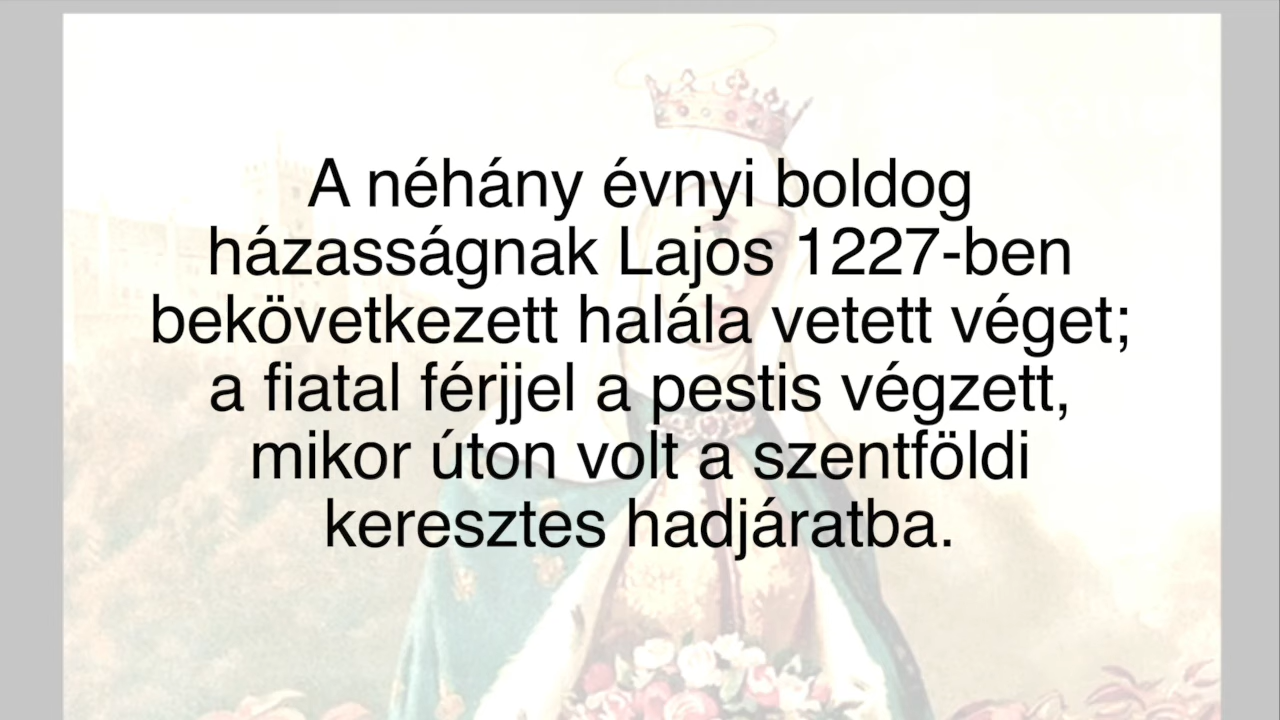 A néhány évnyi boldog
házasságnak Lajos 1227-ben
bekövetkezett halála vetett véget;
a fiatal férjjel a pestis végzett,
mikor úton volt a szentföldi
keresztes hadjáratba.